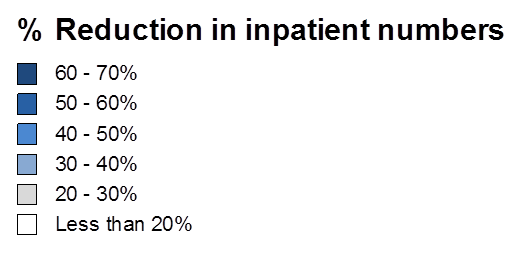 % Reduction in inpatient numbers
60 - 70%
50 - 60%
40 - 50%
30 - 40%
20 - 30%
Less than 20%